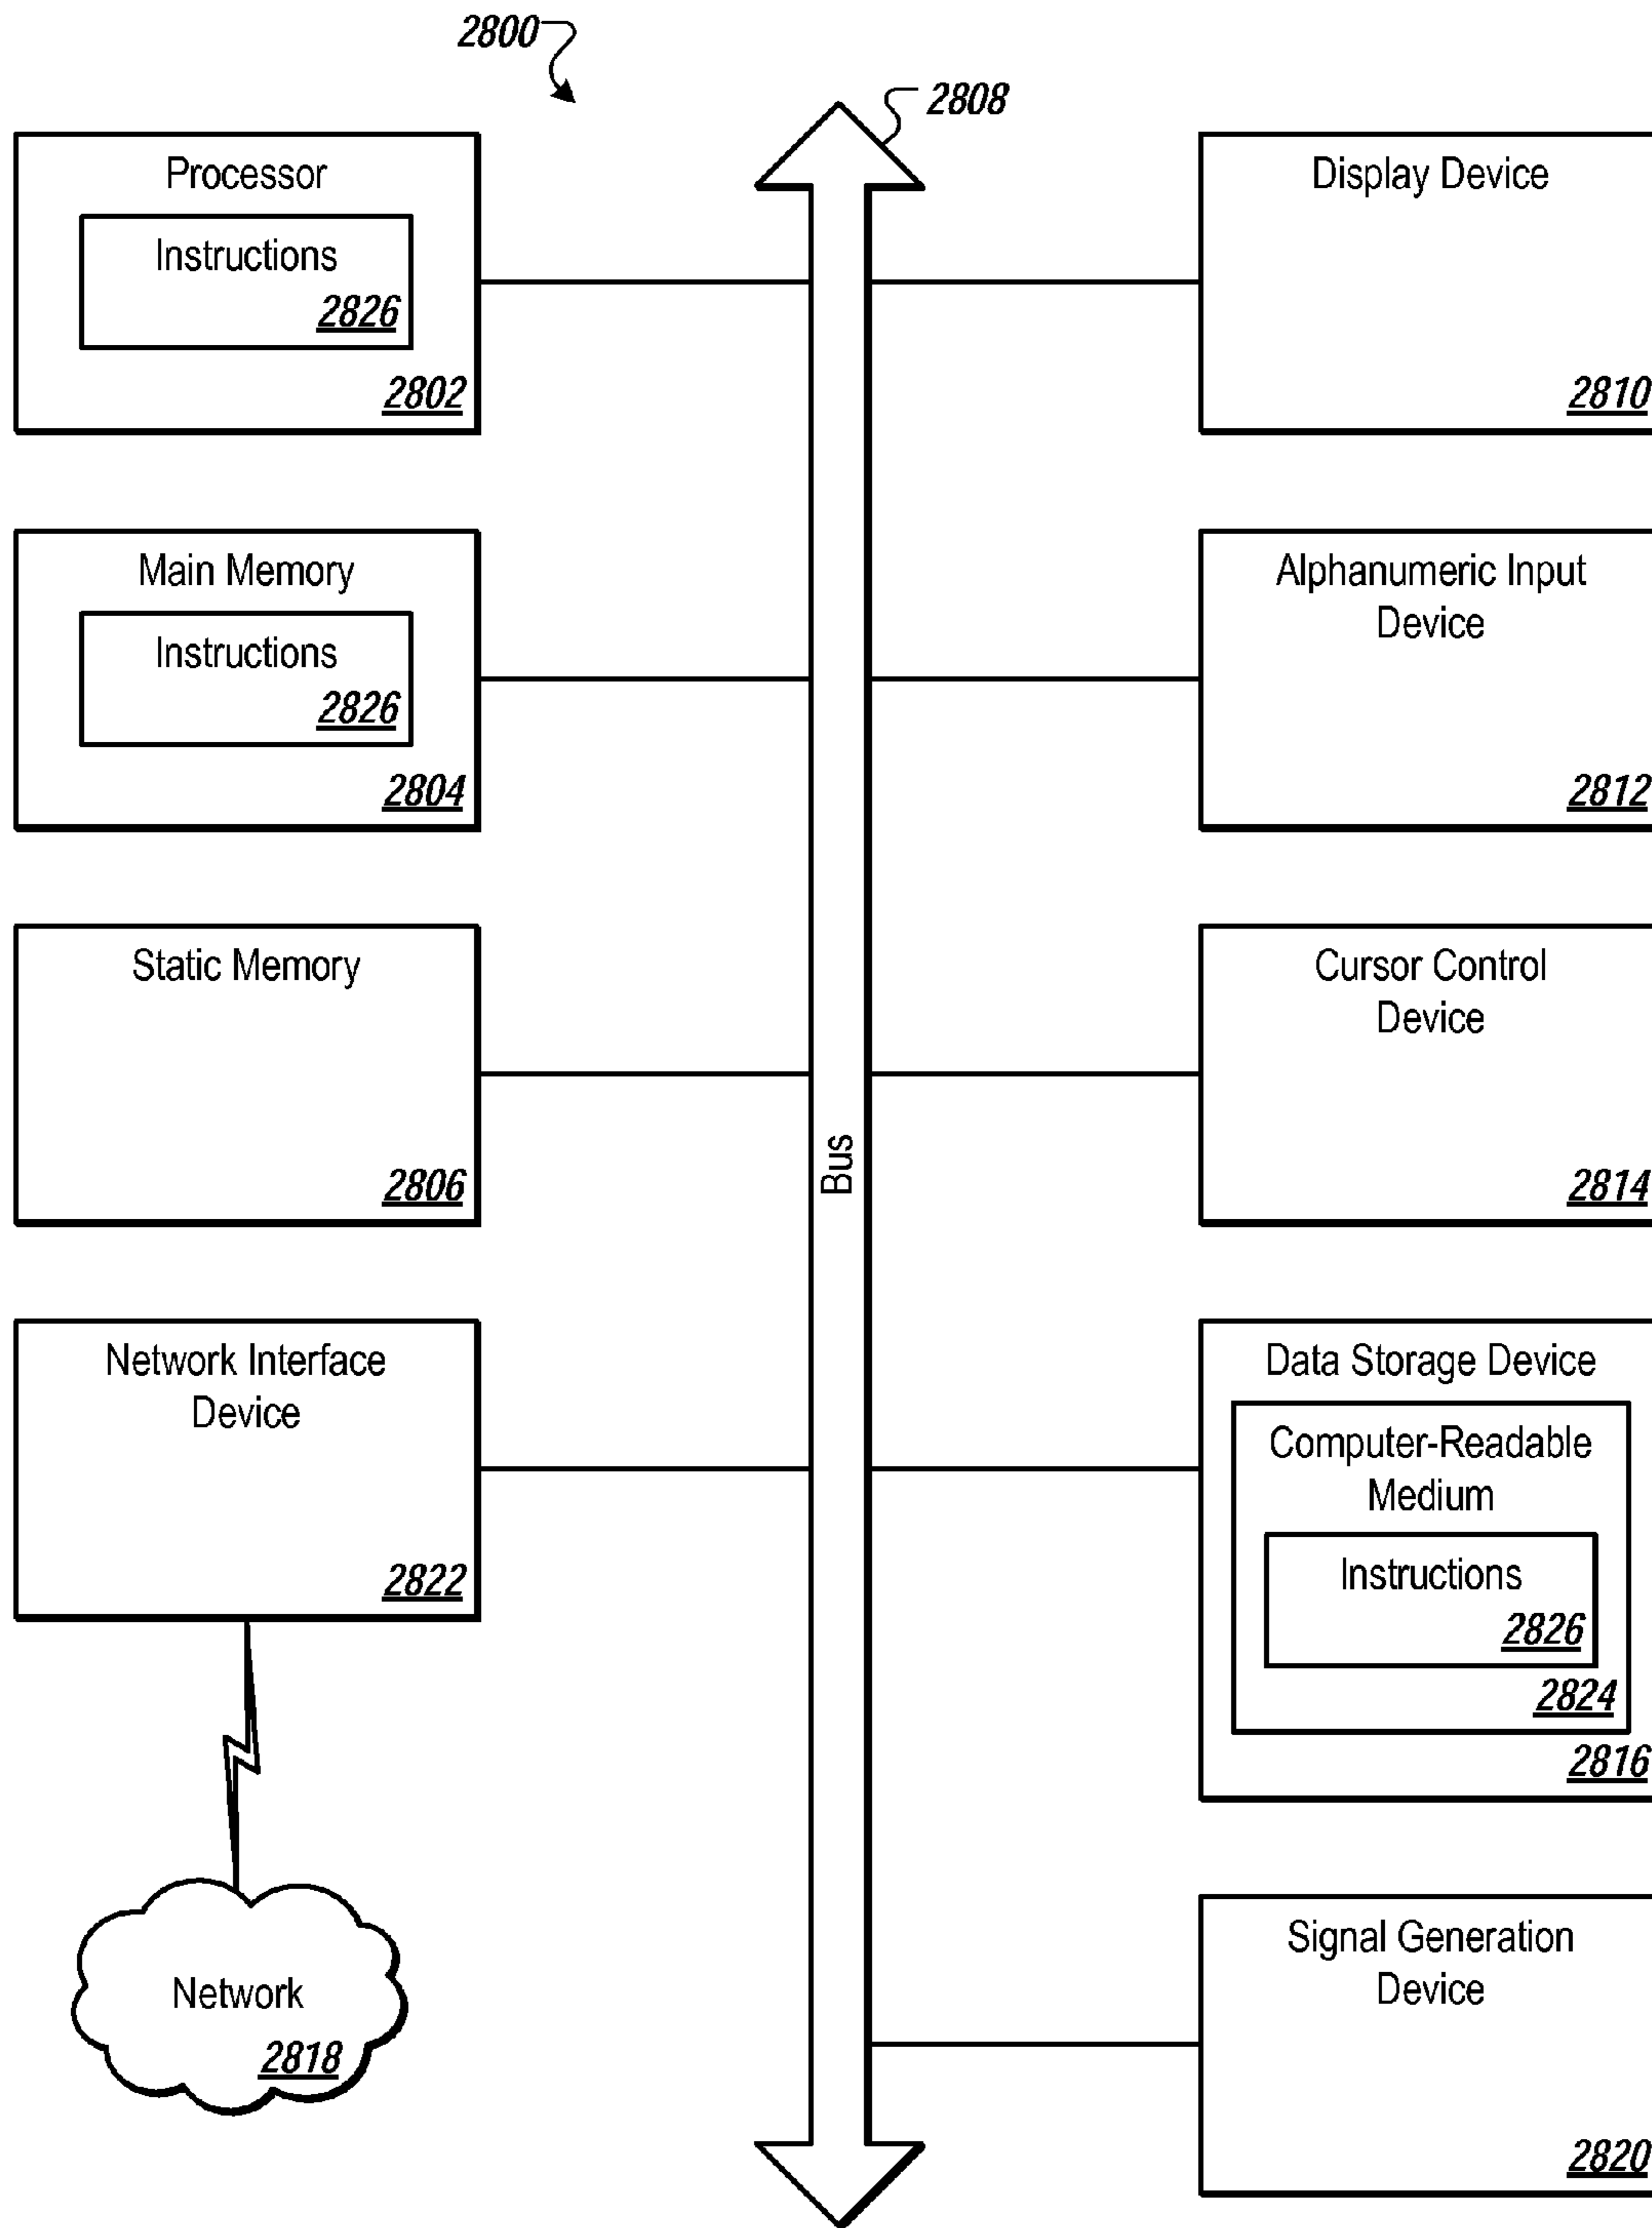 2800
2808
Processor
Instructions
2826
2802
Main Memory
Instructions
2826
2804
Static Memory
2806
Network Interface
Device
2822
Network
2818
Bus
Display Device
2810
Alphanumeric Input
Device
2812
Cursor Control
Device
2814
Data Storage Device
Computer-Readable
Medium
Instructions
2826
2824
2816
Signal Generation
Device
2820